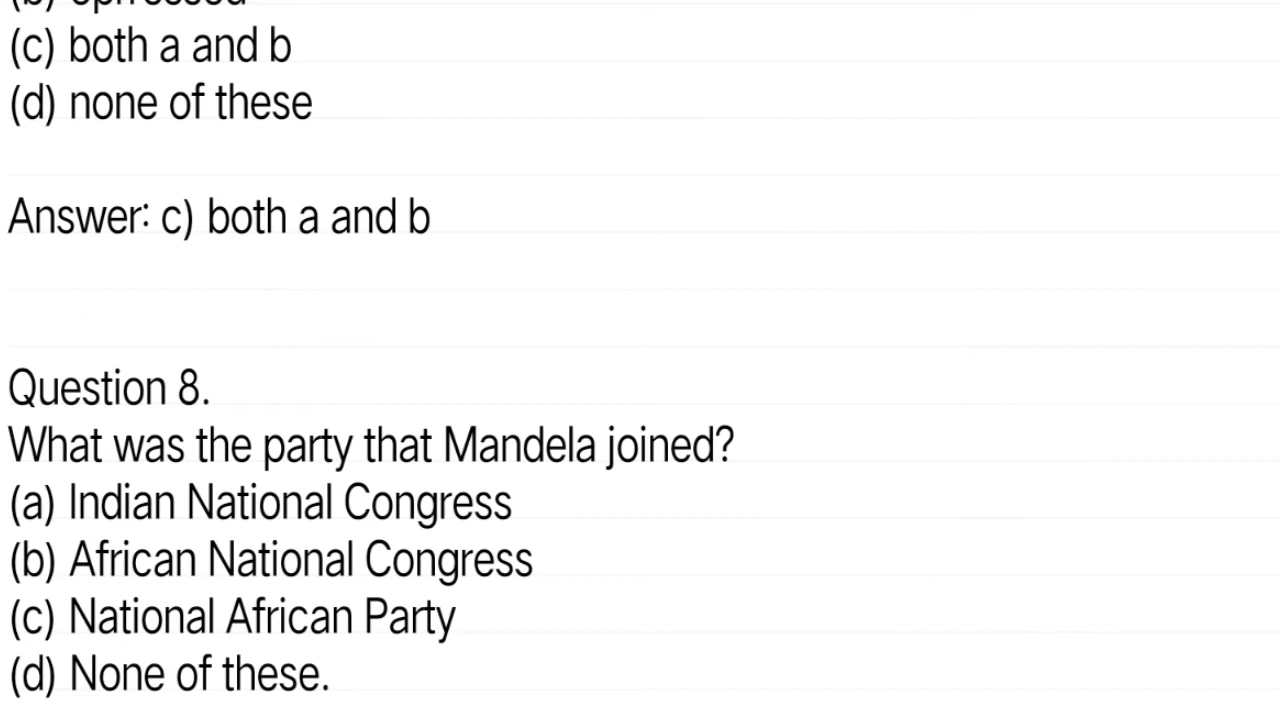 (c) both a and b
(d) none of these
Answer: c) both a and b
Question 8.
What was the party that Mandela joined?
(a) Indian National Congress
(b) African National Congress
(c) National African Party
(d) None of these.